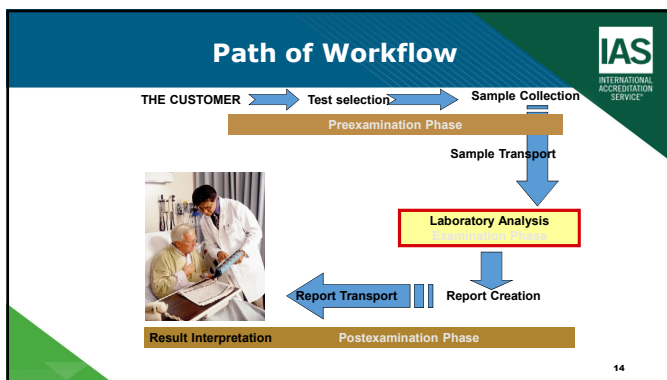 Path of Workflow
IAS
INTERNATIONAL
ACCREDITATION
SERVICE®
THE CUSTOMER
Test selection
Sample Collection
Preexamination Phase
Sample Transport
Laboratory Analysis
Examination Phase
Report Transport
Report Creation
Result Interpretation
Postexamination Phase
14